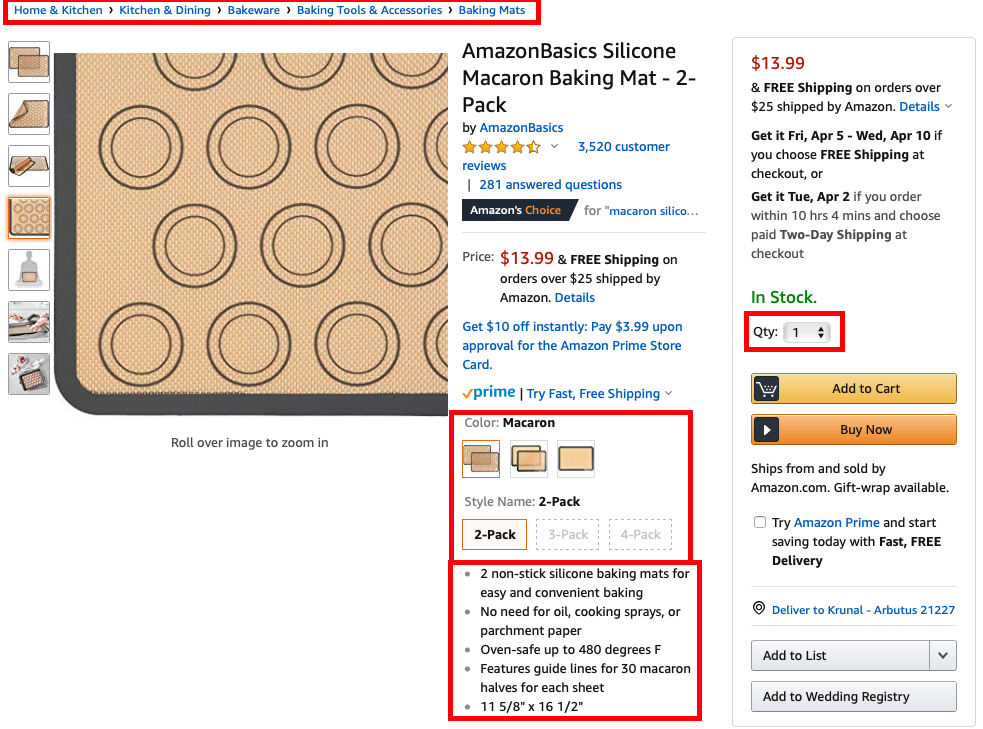 Home & Kitchen › Kitchen & Dining › Bakeware › Baking Tools & Accessories › Baking Mats
AmazonBasics Silicone
Macaron Baking Mat - 2-
Pack
by AmazonBasics
3,520 customer
reviews
| 281 answered questions
Amazon's Choice for "macaron silico…
Price: $13.99 & FREE Shipping on
orders over $25 shipped by
Amazon. Details
Get $10 off instantly: Pay $3.99 upon
approval for the Amazon Prime Store
Card.
prime | Try Fast, Free Shipping
Roll over image to zoom in
Color: Macaron
Style Name: 2-Pack
2-Pack 3-Pack 4-Pack
• 2 non-stick silicone baking mats for
easy and convenient baking
• No need for oil, cooking sprays, or
parchment paper
• Oven-safe up to 480 degrees F
• Features guide lines for 30 macaron
halves for each sheet
• 11 5/8" x 16 1/2"
$13.99
& FREE Shipping on orders over
$25 shipped by Amazon. Details
Get it Fri, Apr 5 - Wed, Apr 10 if
you choose FREE Shipping at
checkout, or
Get it Tue, Apr 2 if you order
within 10 hrs 4 mins and choose
paid Two-Day Shipping at
checkout
In Stock.
Qty: 1
Add to Cart
Buy Now
Ships from and sold by
Amazon.com. Gift-wrap available.
Try Amazon Prime and start
saving today with Fast, FREE
Delivery
Deliver to Krunal - Arbutus 21227
Add to List
Add to Wedding Registry